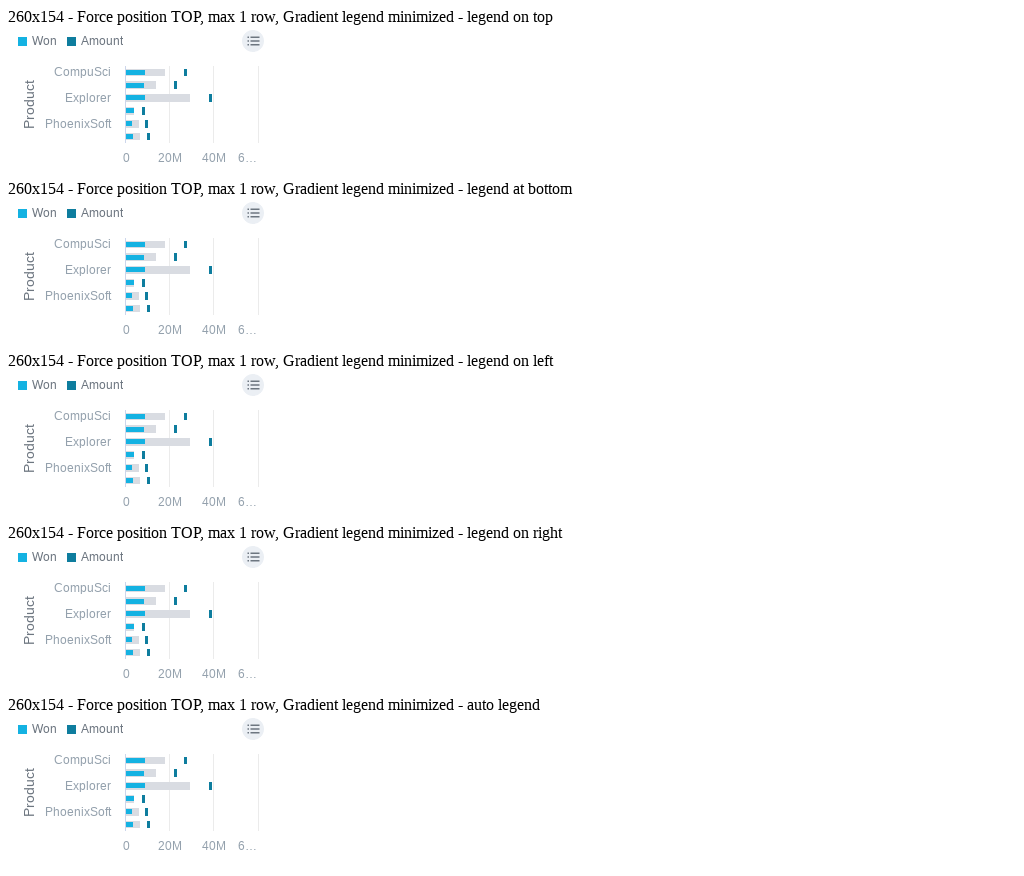 260x154 - Force position TOP, max 1 row, Gradient legend minimized - legend on top
Won Amount
Product
CompuSci
Explorer
PhoenixSoft
0 20M 40M 6…
260x154 - Force position TOP, max 1 row, Gradient legend minimized - legend at bottom
Won Amount
Product
CompuSci
Explorer
PhoenixSoft
0 20M 40M 6…
260x154 - Force position TOP, max 1 row, Gradient legend minimized - legend on left
Won Amount
Product
CompuSci
Explorer
PhoenixSoft
0 20M 40M 6…
260x154 - Force position TOP, max 1 row, Gradient legend minimized - legend on right
Won Amount
Product
CompuSci
Explorer
PhoenixSoft
0 20M 40M 6…
260x154 - Force position TOP, max 1 row, Gradient legend minimized - auto legend
Won Amount
Product
CompuSci
Explorer
PhoenixSoft
0 20M 40M 6…